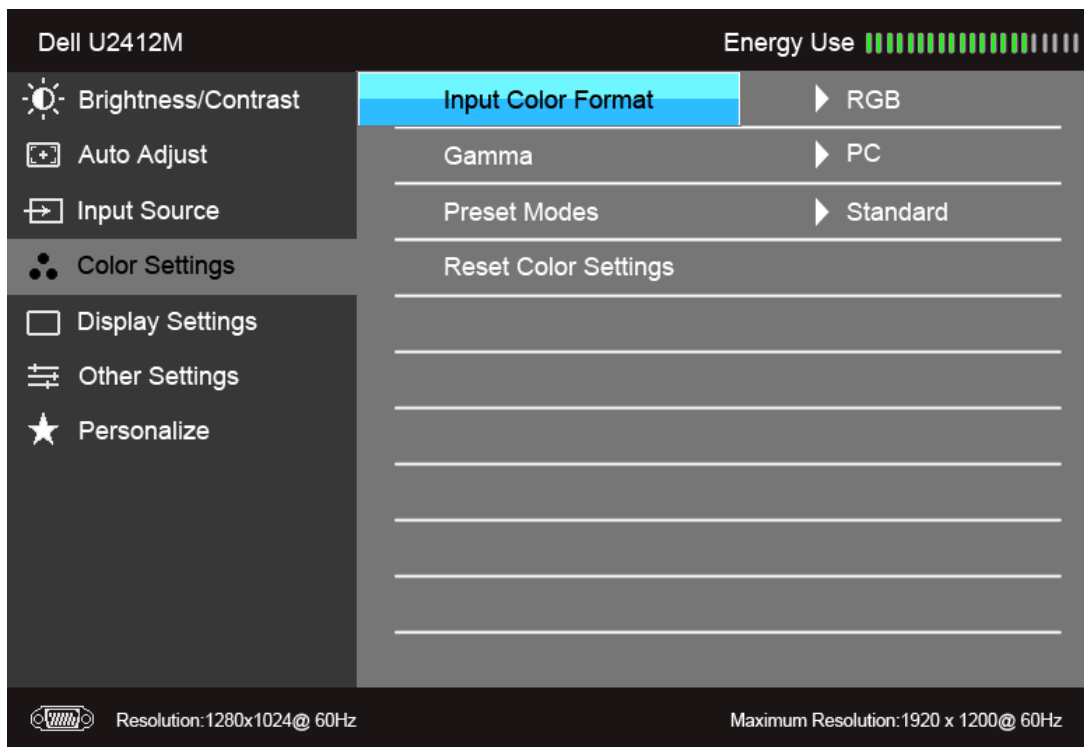 Dell U2412M Energy Use
Brightness/Contrast Input Color Format RGB
Auto Adjust Gamma PC
Input Source Preset Modes Standard
Color Settings Reset Color Settings
Display Settings
Other Settings
Personalize
Resolution:1280x1024@ 60Hz Maximum Resolution:1920 x 1200@ 60Hz